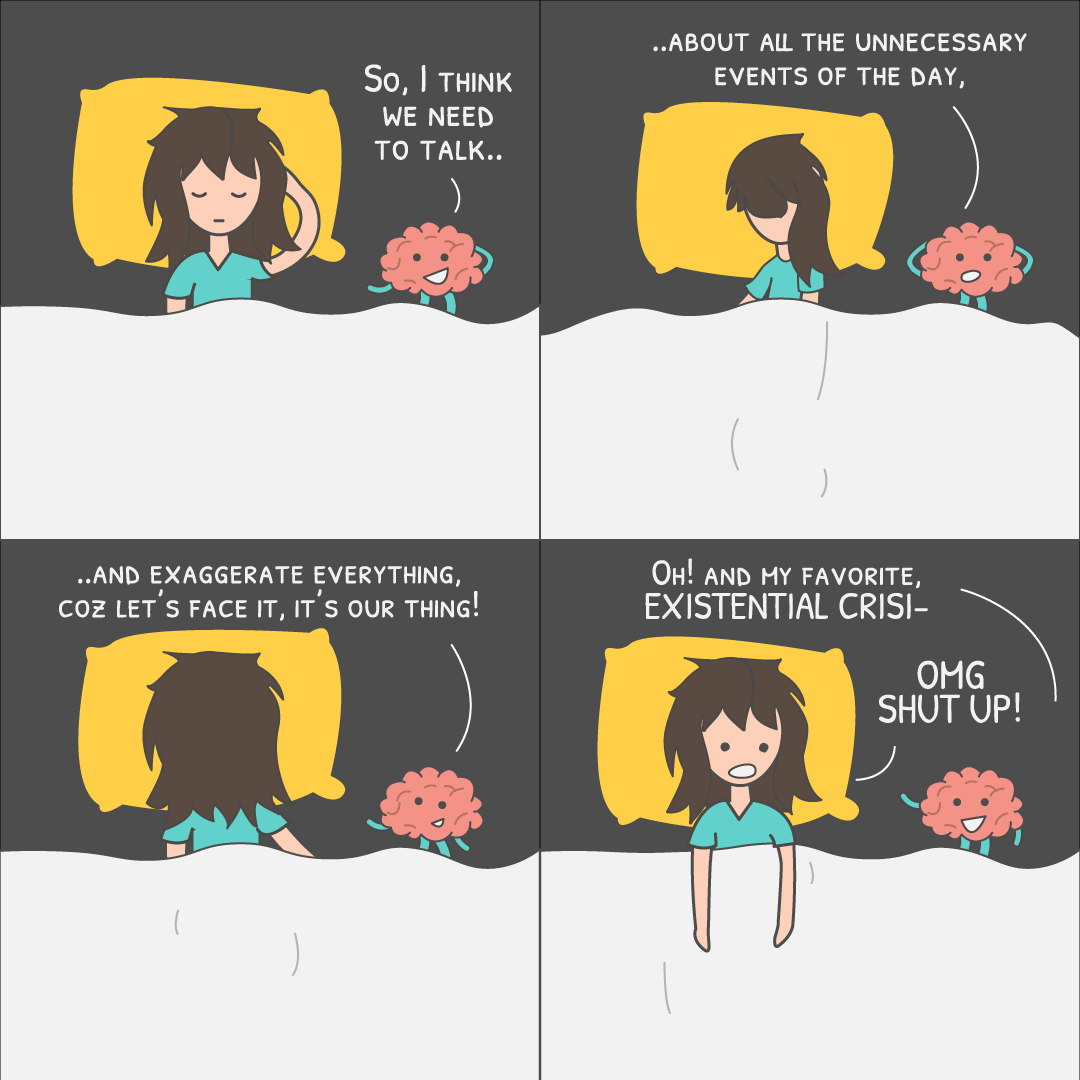 So, I THINK
WE NEED
TO TALK..
..ABOUT ALL THE UNNECESSARY
EVENTS OF THE DAY,
..AND EXAGGERATE EVERYTHING,
COZ LET'S FACE IT, IT'S OUR THING!
OH! AND MY FAVORITE,
EXISTENTIAL CRISI-
OMG
SHUT UP!